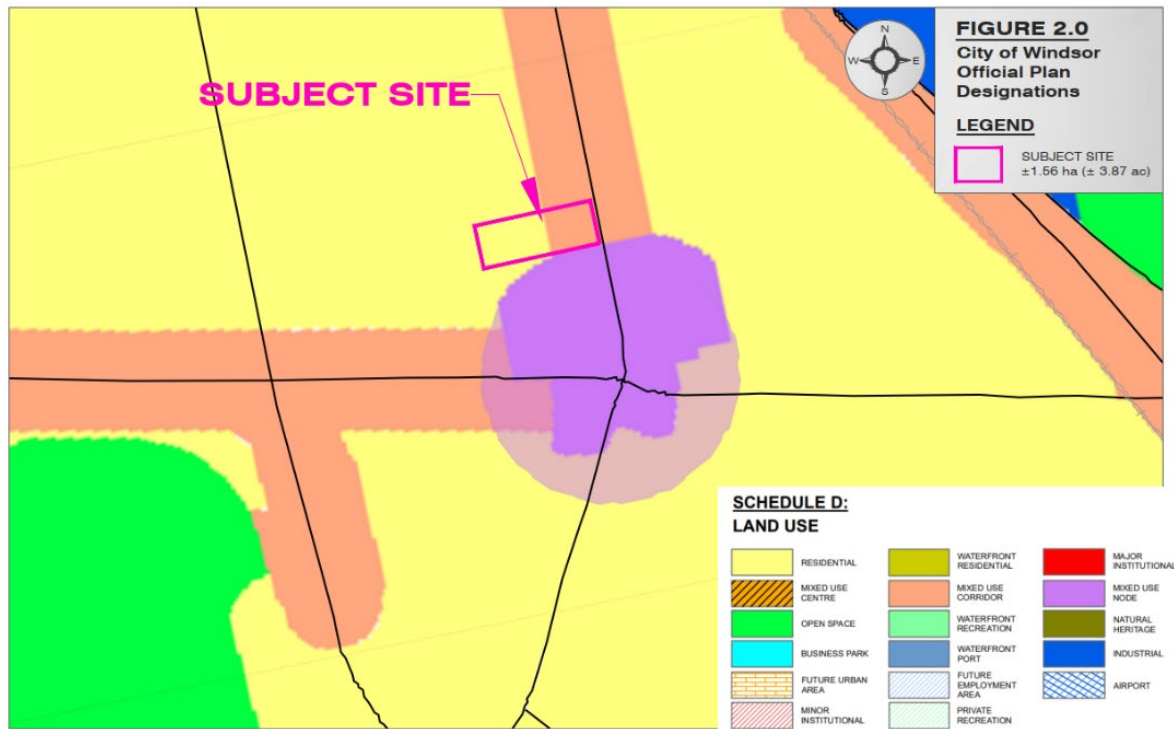 SUBJECT SITE
N
W
E
S
FIGURE 2.0
City of Windsor
Official Plan
Designations
LEGEND
SUBJECT SITE
±1.56 ha (± 3.87 ac)
SCHEDULE D:
LAND USE
RESIDENTIAL
WATERFRONT
RESIDENTIAL
MAJOR
INSTITUTIONAL
MIXED USE
CENTRE
MIXED USE
CORRIDOR
MIXED USE
NODE
OPEN SPACE
WATERFRONT
RECREATION
NATURAL
HERITAGE
BUSINESS PARK
WATERFRONT
PORT
INDUSTRIAL
FUTURE URBAN
AREA
FUTURE
EMPLOYMENT
AREA
AIRPORT
MINOR
INSTITUTIONAL
PRIVATE
RECREATION